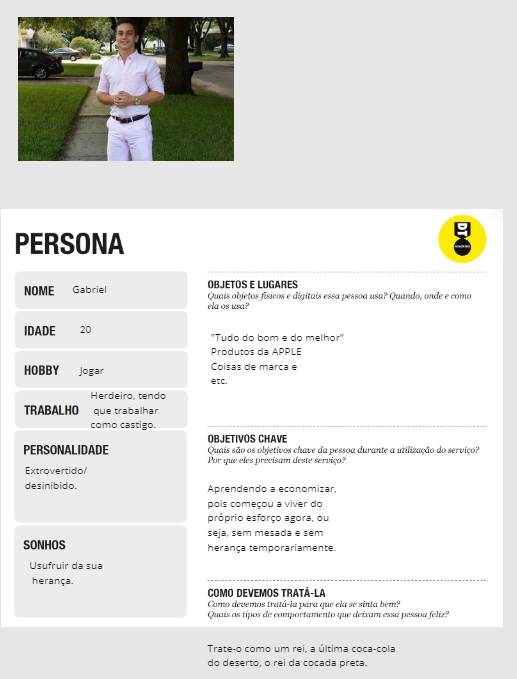 PERSONA
NOME Gabriel
IDADE 20
HOBBY Jogar
TRABALHO Herdeiro, tendo
que trabalhar
como castigo.
PERSONALIDADE
Extrovertido/
desinibido.
SONHOS
Usufruir da sua
herança.
OBJETOS E LUGARES
Quais objetos físicos e digitais essa pessoa usa? Quando, onde e como
ela os usa?
"Tudo do bom e do melhor"
Produtos da APPLE
Coisas de marca e
etc.
OBJETIVOS CHAVE
Quais são os objetivos chave da pessoa durante a utilização do serviço?
Por que eles precisam deste serviço?
Aprendendo a economizar,
pois começou a viver do
próprio esforço agora, ou
seja, sem mesada e sem
herança temporariamente.
COMO DEVEMOS TRATÁ-LA
Como devemos tratá-la para que ela se sinta bem?
Quais os tipos de comportamento que deixam essa pessoa feliz?
Trate-o como um rei, a última coca-cola
do deserto, o rei da cocada preta.